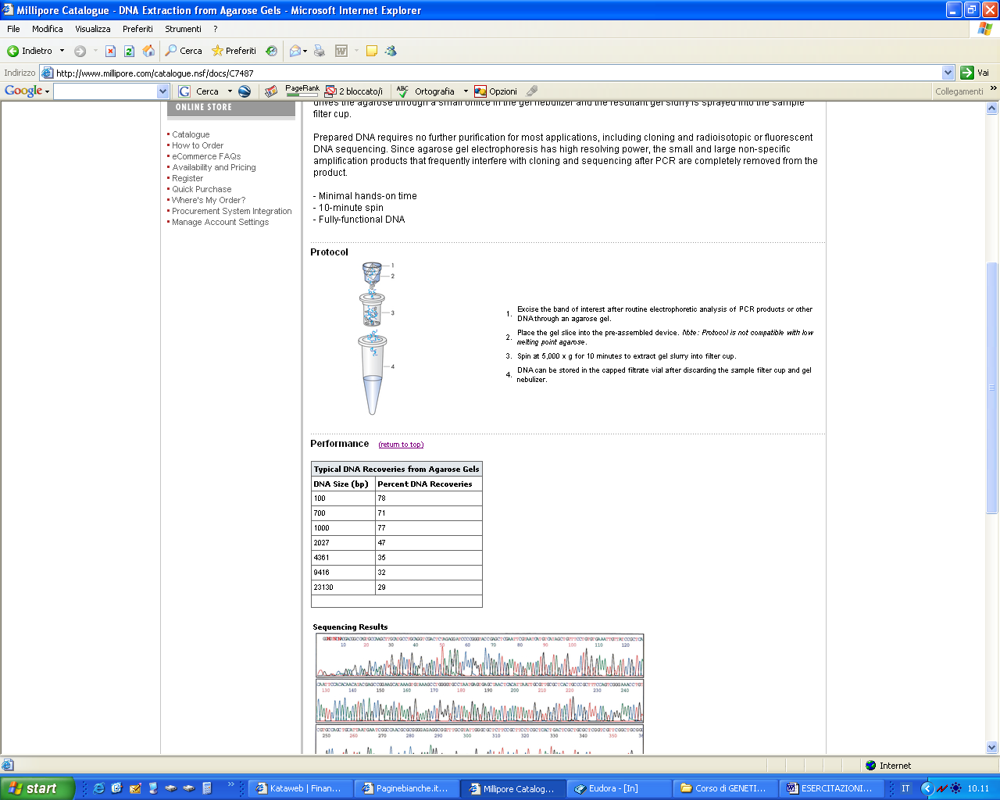 Millipore Catalogue - DNA Extraction from Agarose Gels - Microsoft Internet Explorer
File Modifica Visualizza Preferiti Strumenti ?
Indietro Cerca Preferiti
Indirizzo http://www.millipore.com/catalogue.nsf/docs/C7487 Vai
Google Cerca PageRank 2 bloccato/i ABC Ortografia Opzioni Collegamenti »
ONLINE STORE
Catalogue
How to Order
eCommerce FAQs
Availability and Pricing
Register
Quick Purchase
Where's My Order?
Procurement System Integration
Manage Account Settings
drives the agarose through a small orifice in the gel nebulizer and the resultant gel slurry is sprayed into the sample
filter cup.
Prepared DNA requires no further purification for most applications, including cloning and radioisotopic or fluorescent
DNA sequencing. Since agarose gel electrophoresis has high resolving power, the small and large non-specific
amplification products that frequently interfere with cloning and sequencing after PCR are completely removed from the
product.
- Minimal hands-on time
- 10-minute spin
- Fully-functional DNA
Protocol
1
2
3
4
1. Excise the band of interest after routine electrophoretic analysis of PCR products or other
DNA through an agarose gel.
2. Place the gel slice into the pre-assembled device. Note: Protocol is not compatible with low
melting point agarose.
3. Spin at 5,000 x g for 10 minutes to extract gel slurry into filter cup.
4. DNA can be stored in the capped filtrate vial after discarding the sample filter cup and gel
nebulizer.
Performance (return to top)
Typical DNA Recoveries from Agarose Gels
DNA Size (bp) Percent DNA Recoveries
100 78
700 71
1000 77
2027 47
4361 35
9416 32
23130 29
Sequencing Results
10 20 30 40 50 60 70 80 90 100 110 120
130 140 150 160 170 180 190 200 210 220 230 240
250 260 270 280 290 300 310 320 330 340 350
Internet
start » Kataweb | Finan... Paginebianche.it... Millipore Catalog... Eudora - [In] Corso di GENETI... ESERCITAZIONI... IT 10.11